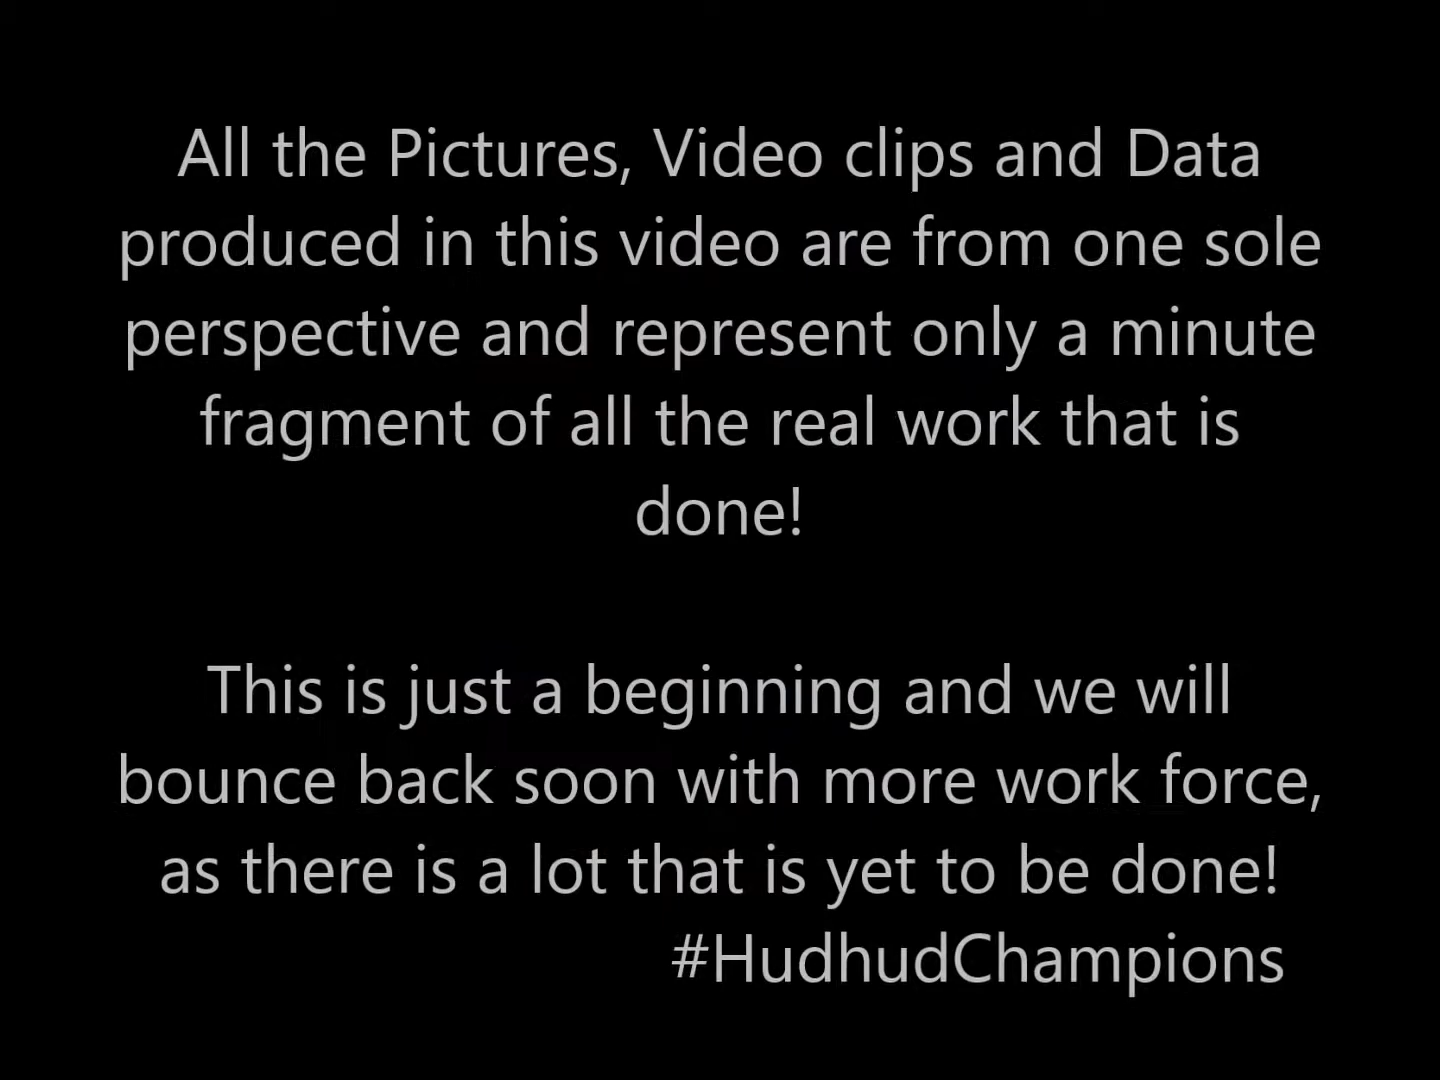 All the Pictures, Video clips and Data
produced in this video are from one sole
perspective and represent only a minute
fragment of all the real work that is
done!
This is just a beginning and we will
bounce back soon with more work force,
as there is a lot that is yet to be done!
#HudhudChampions